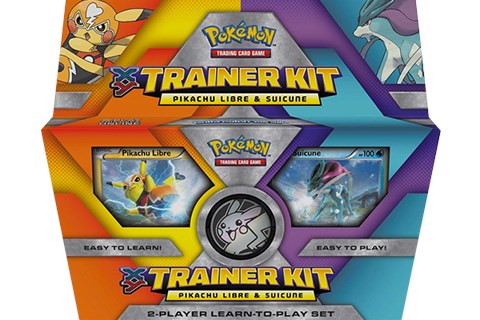 Pokémon
TRADING CARD GAME
XY
TRAINER KIT
PIKACHU LIBRE & SUICUNE
Pokémon
TRADING CARD GAME
Pikachu Libre
Suicune
100
EASY TO LEARN!
EASY TO PLAY!
XY
TRAINER KIT
PIKACHU LIBRE & SUICUNE
2-PLAYER LEARN-TO-PLAY SET